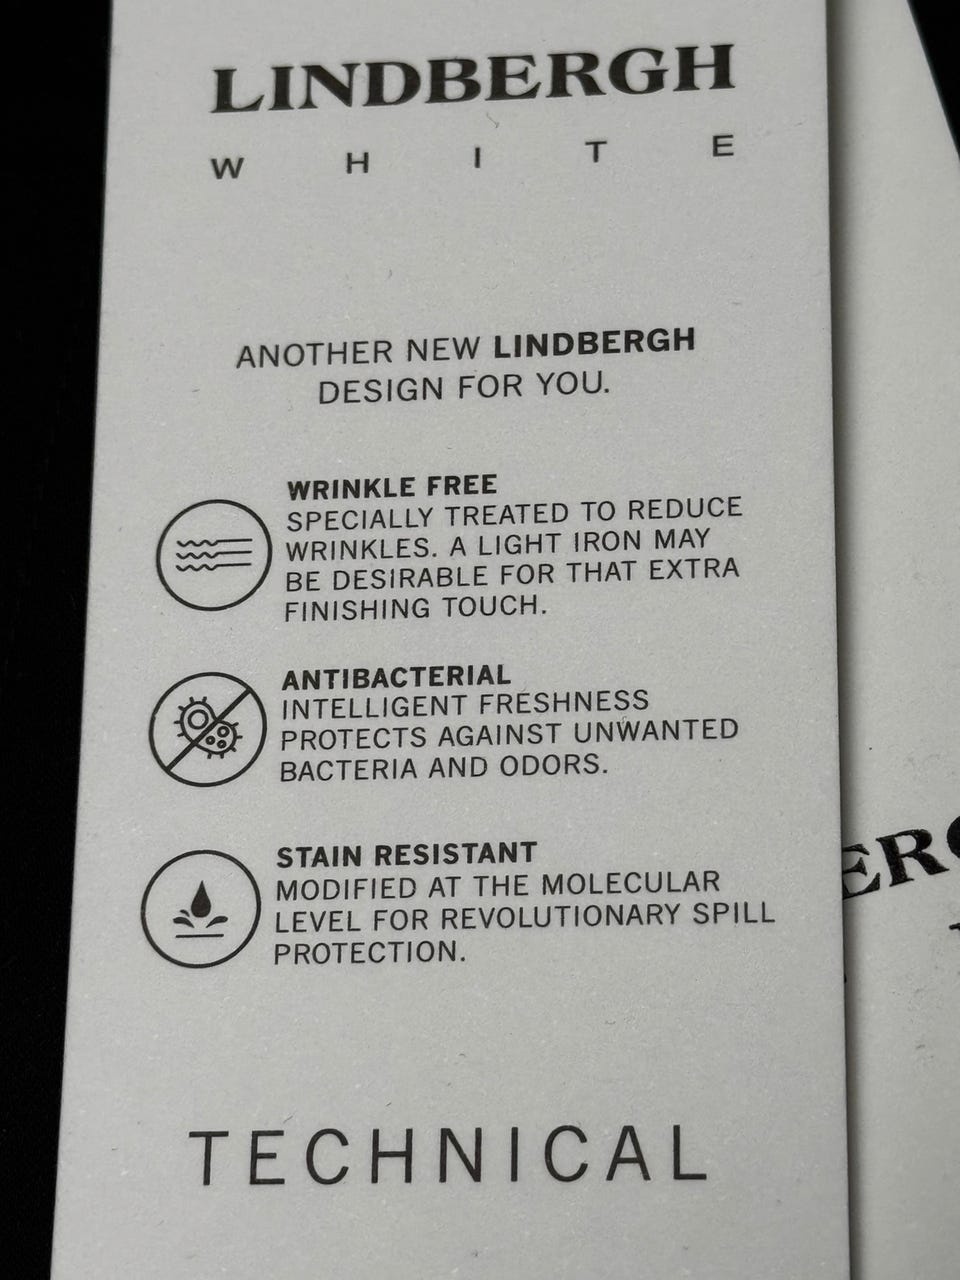 LINDBERGH
WHITE
ANOTHER NEW LINDBERGH
DESIGN FOR YOU.
WRINKLE FREE
SPECIALLY TREATED TO REDUCE
WRINKLES. A LIGHT IRON MAY
BE DESIRABLE FOR THAT EXTRA
FINISHING TOUCH.
ANTIBACTERIAL
INTELLIGENT FRESHNESS
PROTECTS AGAINST UNWANTED
BACTERIA AND ODORS.
STAIN RESISTANT
MODIFIED AT THE MOLECULAR
LEVEL FOR REVOLUTIONARY SPILL
PROTECTION.
TECHNICAL